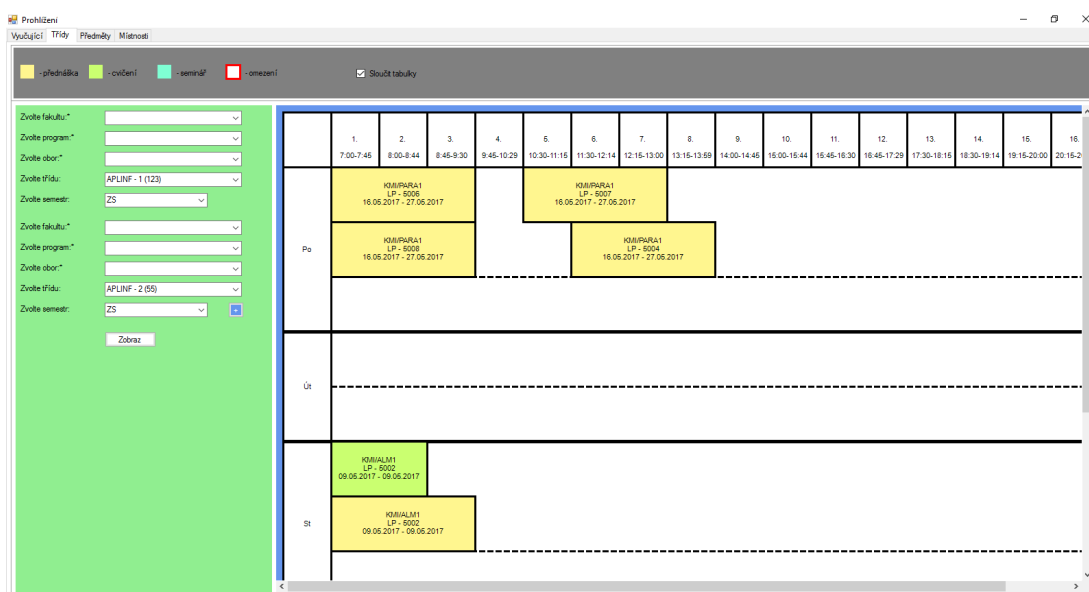 Prohlížení
Vyučující Třídy Předměty Místnosti
- přednáška - cvičení - seminář - omezení Sloučit tabulky
Zvolte fakultu:*
Zvolte program:*
Zvolte obor:*
Zvolte třídu: APLINF - 1 (123)
Zvolte semestr: ZS
Zvolte fakultu:*
Zvolte program:*
Zvolte obor:*
Zvolte třídu: APLINF - 2 (55)
Zvolte semestr: ZS +
Zobraz
1. 2. 3. 4. 5. 6. 7. 8. 9. 10. 11. 12. 13. 14. 15. 16.
7:00-7:45 8:00-8:44 8:45-9:30 9:45-10:29 10:30-11:15 11:30-12:14 12:15-13:00 13:15-13:59 14:00-14:45 15:00-15:44 15:45-16:30 16:45-17:29 17:30-18:15 18:30-19:14 19:15-20:00 20:15-2
Po
KMI/PARA1
LP - 5006
16.05.2017 - 27.05.2017
KMI/PARA1
LP - 5007
16.05.2017 - 27.05.2017
KMI/PARA1
LP - 5008
16.05.2017 - 27.05.2017
KMI/PARA1
LP - 5004
16.05.2017 - 27.05.2017
Út
St
KMI/ALM1
LP - 5002
09.05.2017 - 09.05.2017
KMI/ALM1
LP - 5002
09.05.2017 - 09.05.2017